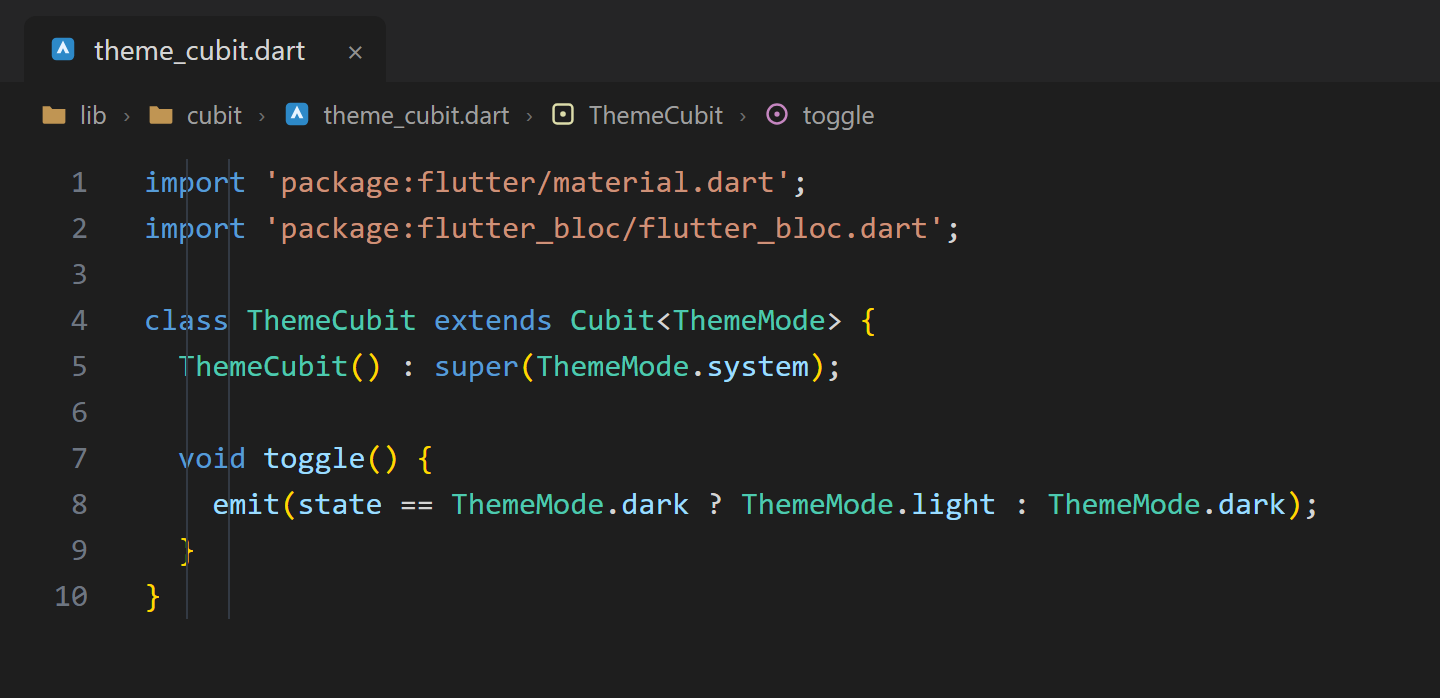 theme_cubit.dart ×
lib › cubit › theme_cubit.dart › ThemeCubit › toggle
1 import 'package:flutter/material.dart';
2 import 'package:flutter_bloc/flutter_bloc.dart';
3
4 class ThemeCubit extends Cubit<ThemeMode> {
5   ThemeCubit() : super(ThemeMode.system);
6
7   void toggle() {
8     emit(state == ThemeMode.dark ? ThemeMode.light : ThemeMode.dark);
9   }
10 }